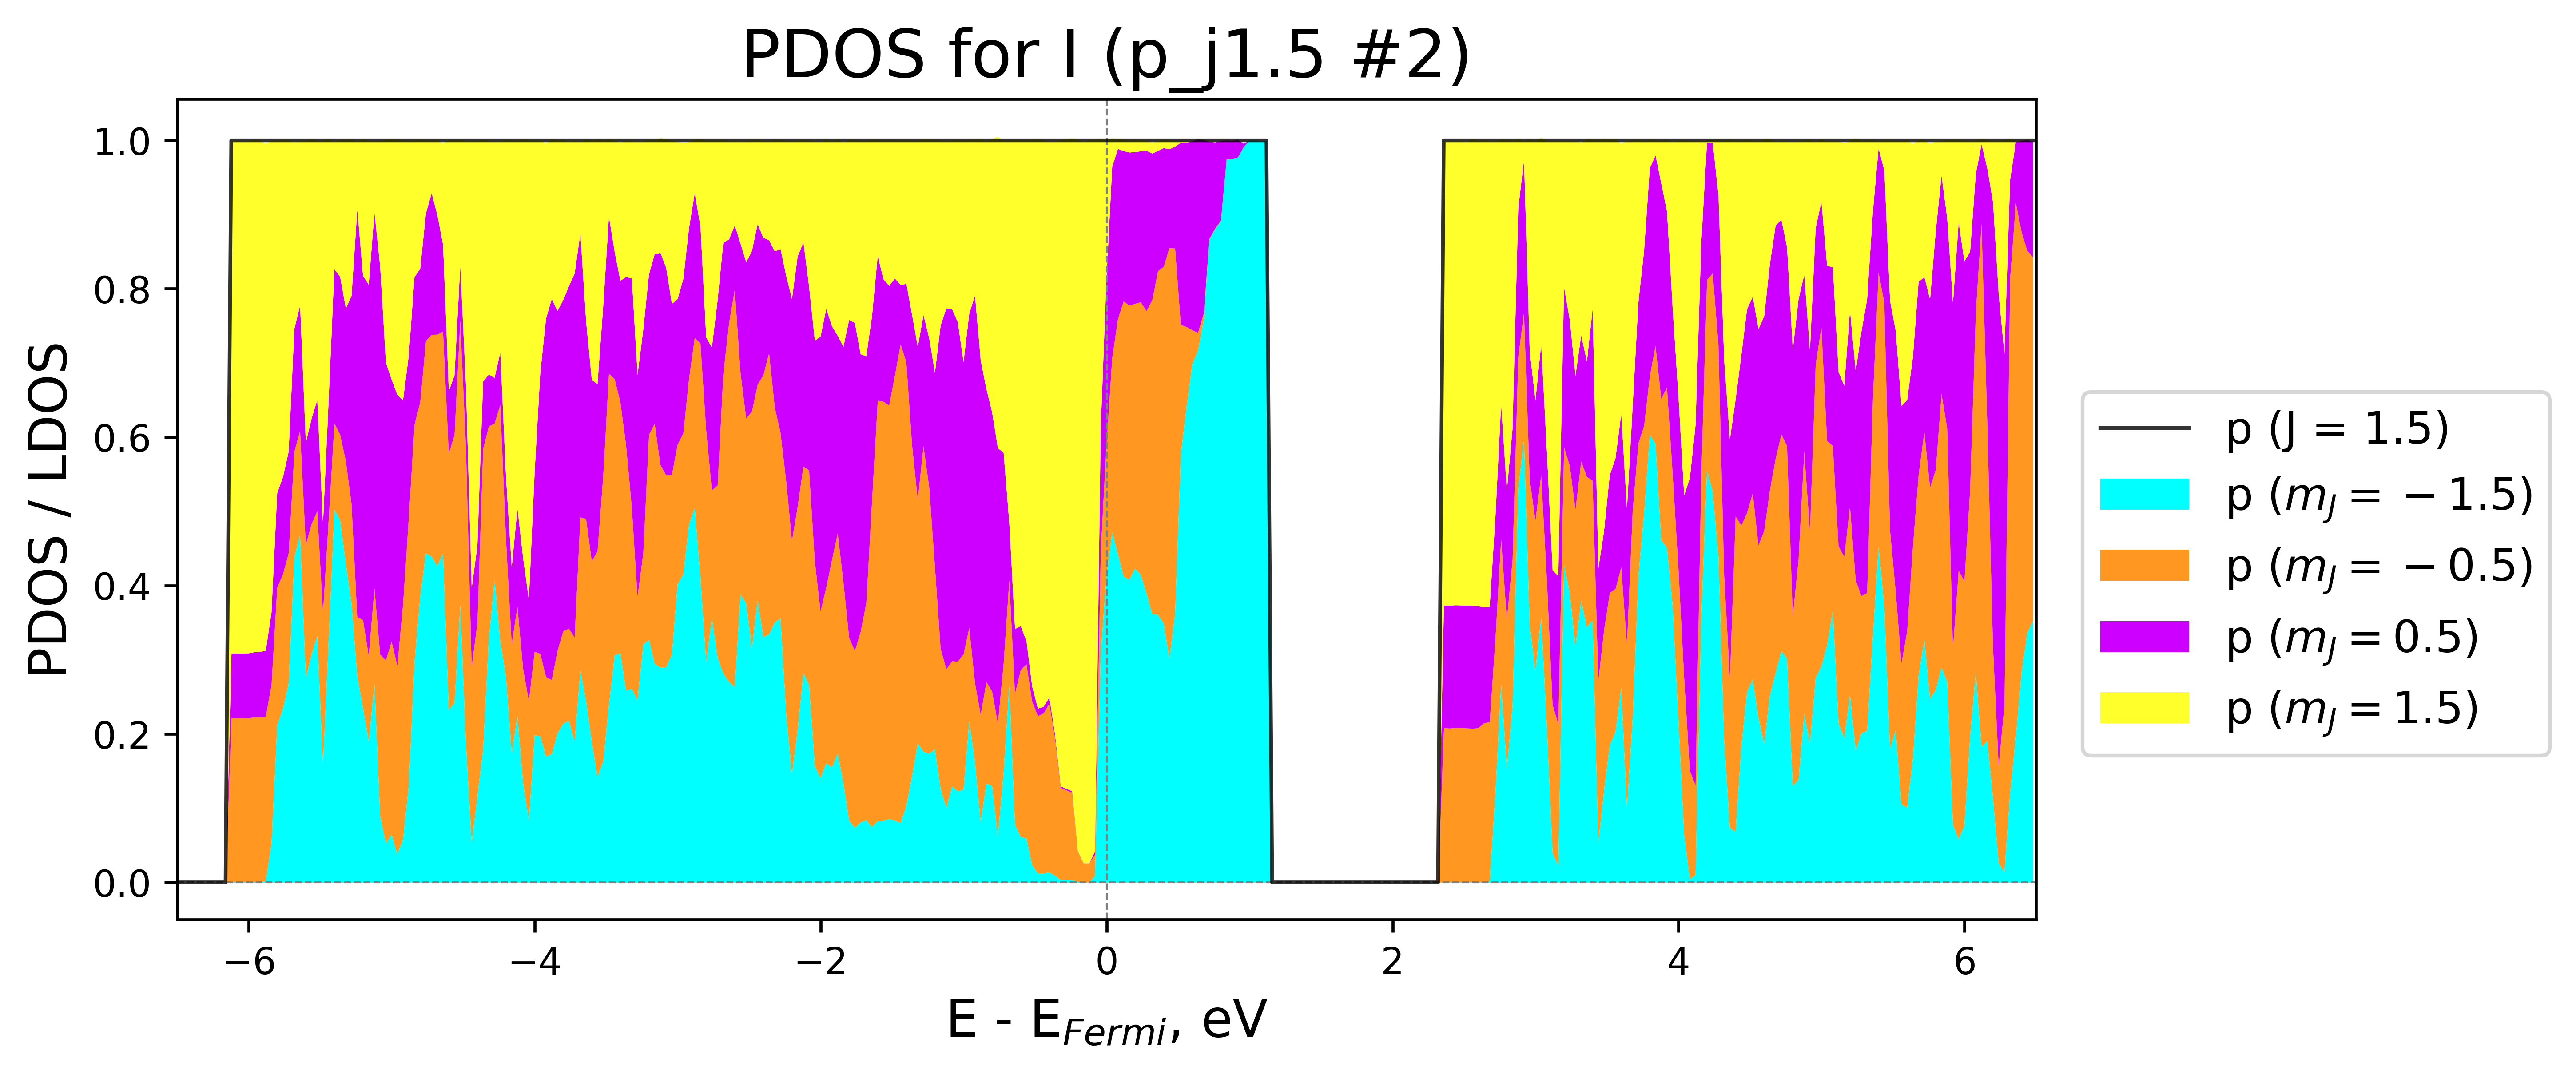 PDOS for I (p_j1.5 #2)
PDOS / LDOS
1.0
0.8
0.6
0.4
0.2
0.0
−6 −4 −2 0 2 4 6
E - E_{Fermi}, eV
p (J = 1.5)
p (m_J = − 1.5)
p (m_J = − 0.5)
p (m_J = 0.5)
p (m_J = 1.5)